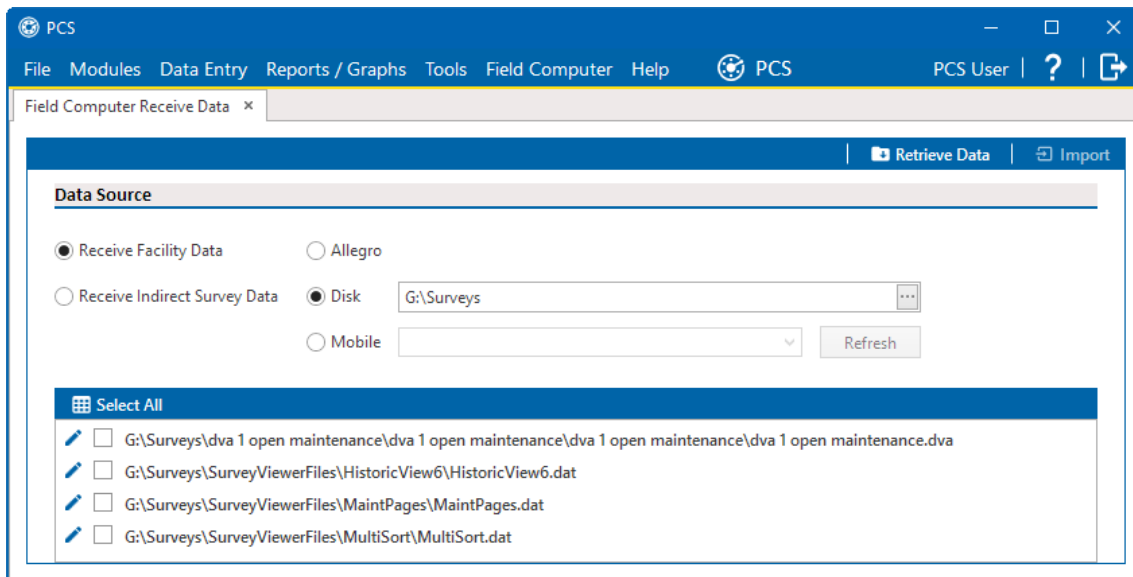 PCS
File Modules Data Entry Reports / Graphs Tools Field Computer Help PCS PCS User | ? |
Field Computer Receive Data ×
Retrieve Data | Import
Data Source
Receive Facility Data Allegro
Receive Indirect Survey Data Disk G:\Surveys ...
Mobile Refresh
Select All
G:\Surveys\dva 1 open maintenance\dva 1 open maintenance\dva 1 open maintenance\dva 1 open maintenance.dva
G:\Surveys\SurveyViewerFiles\HistoricView6\HistoricView6.dat
G:\Surveys\SurveyViewerFiles\MaintPages\MaintPages.dat
G:\Surveys\SurveyViewerFiles\MultiSort\MultiSort.dat